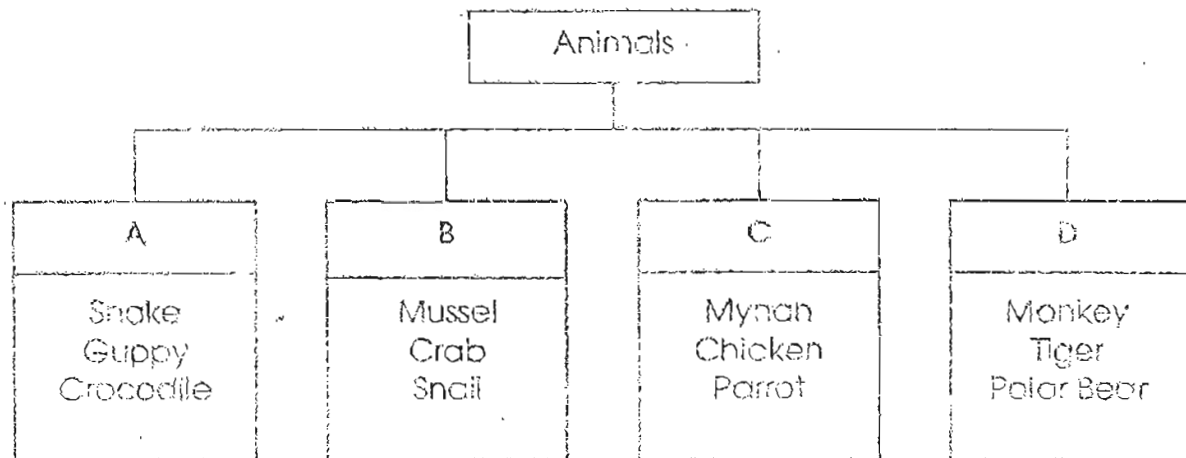 Animals
A
B
C
D
Snake
Guppy
Crocodile
Mussel
Crab
Snail
Mynah
Chicken
Parrot
Monkey
Tiger
Polar Bear